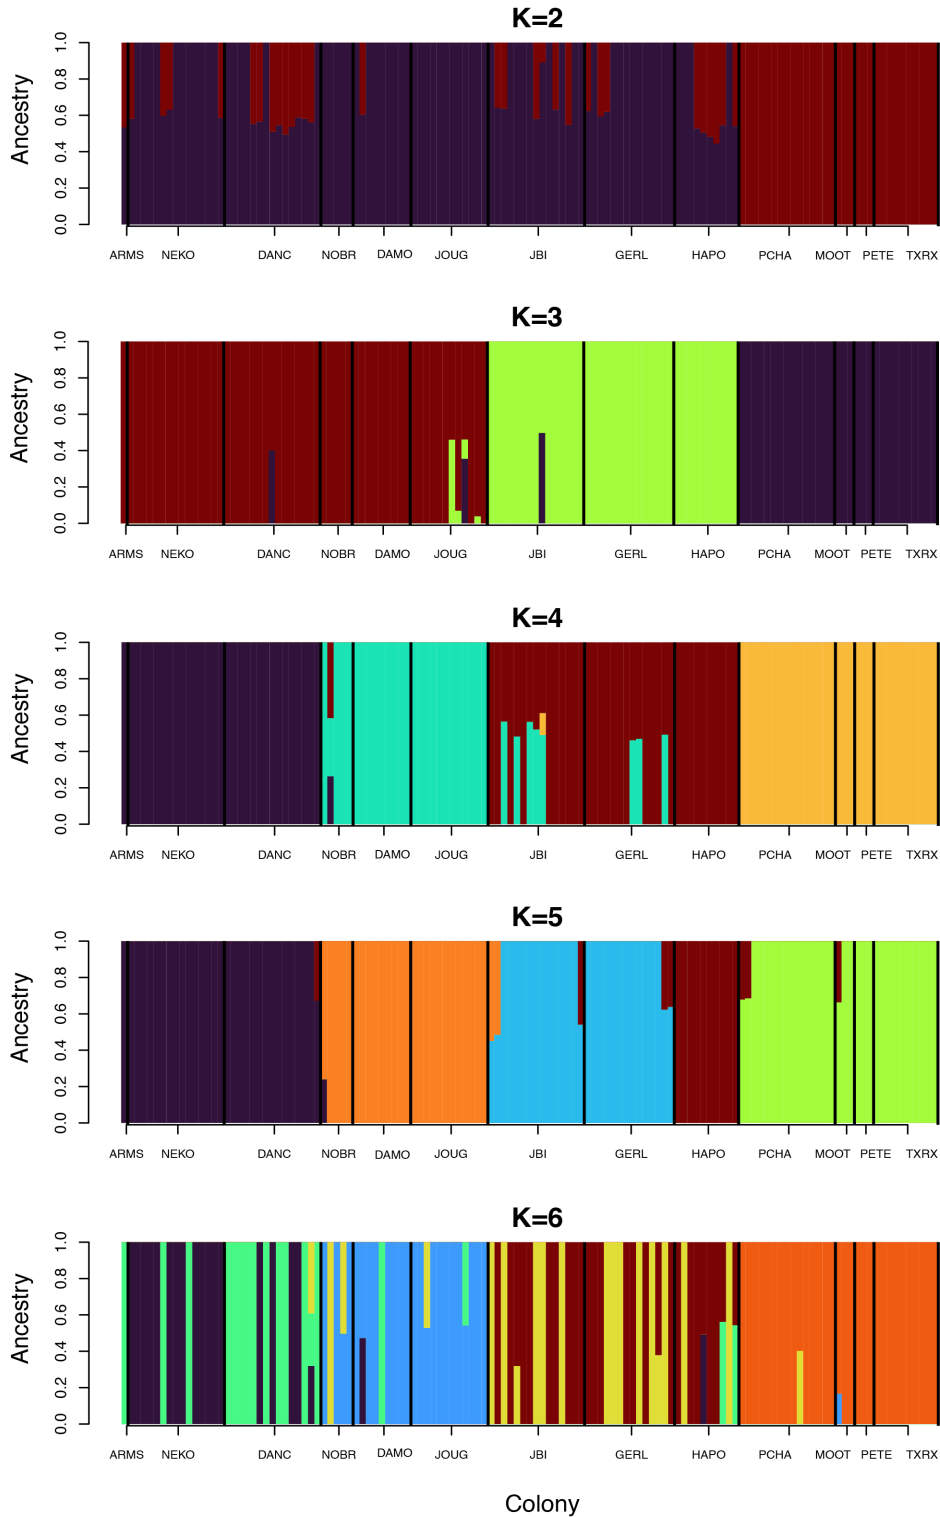 K=2
Ancestry
0.0 0.2 0.4 0.6 0.8 1.0
ARMS NEKO DANC NOBR DAMO JOUG JBI GERL HAPO PCHA MOOT PETE TXRX
K=3
Ancestry
0.0 0.2 0.4 0.6 0.8 1.0
ARMS NEKO DANC NOBR DAMO JOUG JBI GERL HAPO PCHA MOOT PETE TXRX
K=4
Ancestry
0.0 0.2 0.4 0.6 0.8 1.0
ARMS NEKO DANC NOBR DAMO JOUG JBI GERL HAPO PCHA MOOT PETE TXRX
K=5
Ancestry
0.0 0.2 0.4 0.6 0.8 1.0
ARMS NEKO DANC NOBR DAMO JOUG JBI GERL HAPO PCHA MOOT PETE TXRX
K=6
Ancestry
0.0 0.2 0.4 0.6 0.8 1.0
ARMS NEKO DANC NOBR DAMO JOUG JBI GERL HAPO PCHA MOOT PETE TXRX
Colony